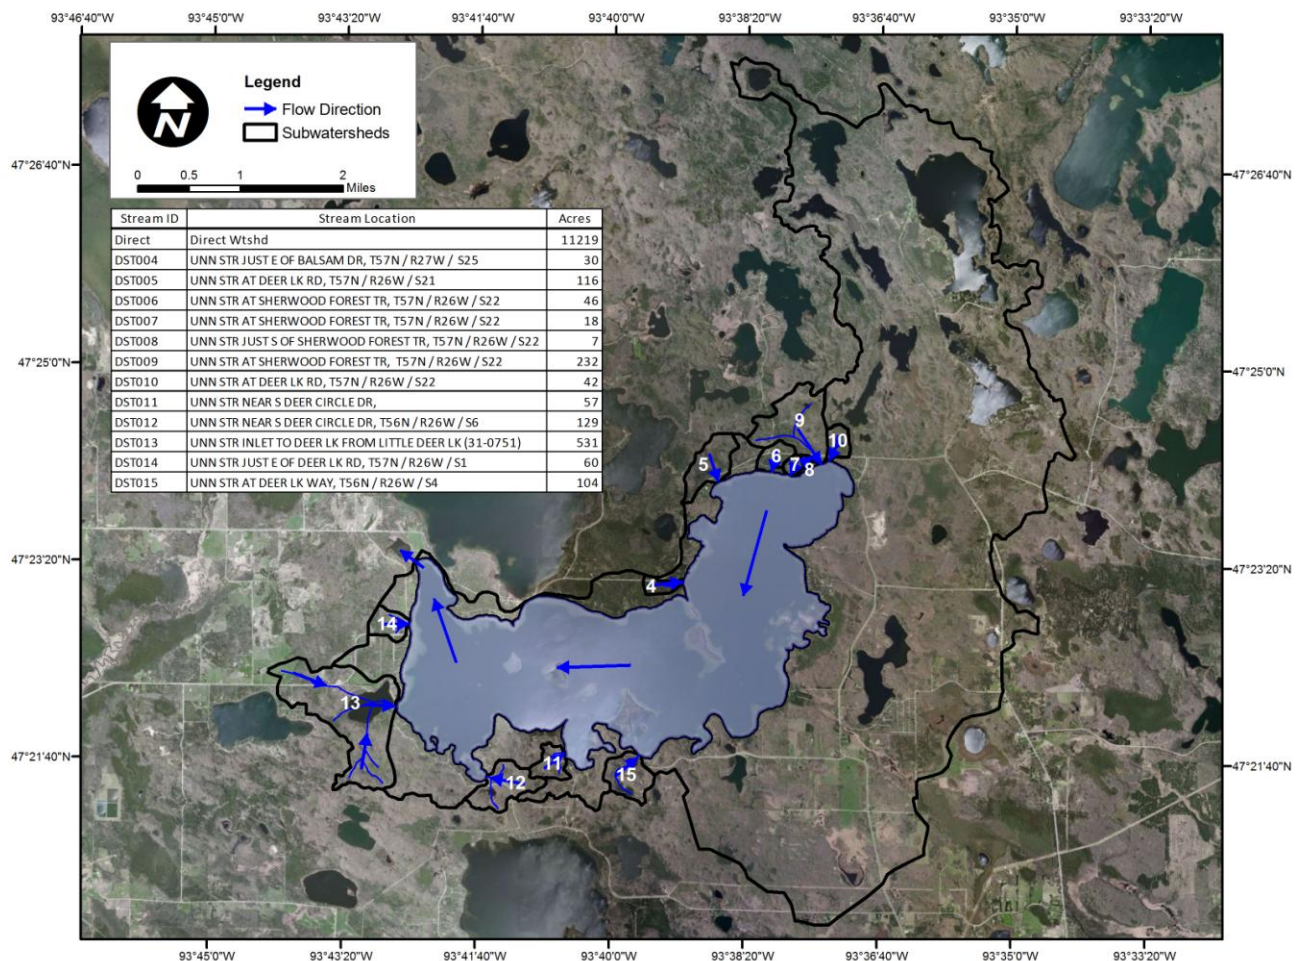 93°46'40"W 93°45'0"W 93°43'20"W 93°41'40"W 93°40'0"W 93°38'20"W 93°36'40"W 93°35'0"W 93°33'20"W
Legend
Flow Direction
Subwatersheds
N
0 0.5 1 2
Miles
47°26'40"N 47°26'40"N
Stream ID Stream Location Acres
Direct Direct Wtshd 11219
DST004 UNN STR JUST E OF BALSAM DR, T57N / R27W / S25 30
DST005 UNN STR AT DEER LK RD, T57N / R26W / S21 116
DST006 UNN STR AT SHERWOOD FOREST TR, T57N / R26W / S22 46
DST007 UNN STR AT SHERWOOD FOREST TR, T57N / R26W / S22 18
DST008 UNN STR JUST S OF SHERWOOD FOREST TR, T57N / R26W / S22 7
DST009 UNN STR AT SHERWOOD FOREST TR, T57N / R26W / S22 232
DST010 UNN STR AT DEER LK RD, T57N / R26W / S22 42
DST011 UNN STR NEAR S DEER CIRCLE DR, 57
DST012 UNN STR NEAR S DEER CIRCLE DR, T56N / R26W / S6 129
DST013 UNN STR INLET TO DEER LK FROM LITTLE DEER LK (31-0751) 531
DST014 UNN STR JUST E OF DEER LK RD, T57N / R26W / S1 60
DST015 UNN STR AT DEER LK WAY, T56N / R26W / S4 104
47°25'0"N 47°25'0"N
9
10
5 6 7 8
47°23'20"N 47°23'20"N
4
14
13
47°21'40"N 47°21'40"N
11
12 15
93°45'0"W 93°43'20"W 93°41'40"W 93°40'0"W 93°38'20"W 93°36'40"W 93°35'0"W 93°33'20"W